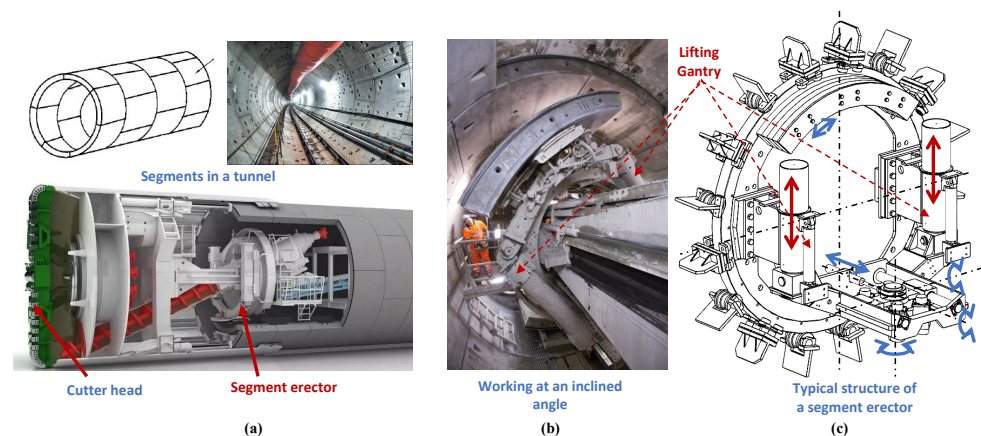 Segments in a tunnel
Cutter head
Segment erector
(a)
Lifting
Gantry
Working at an inclined
angle
(b)
Typical structure of
a segment erector
(c)